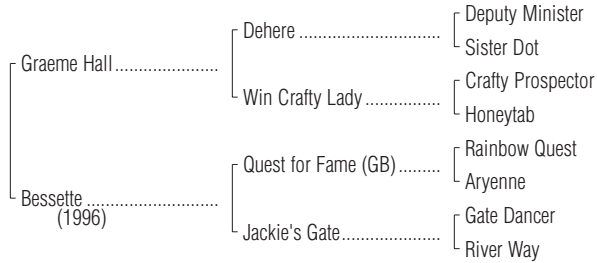 Deputy Minister
Dehere
Sister Dot
Graeme Hall
Crafty Prospector
Win Crafty Lady
Honeytab
Rainbow Quest
Quest for Fame (GB)
Aryenne
Bessette
(1996)
Gate Dancer
Jackie's Gate
River Way